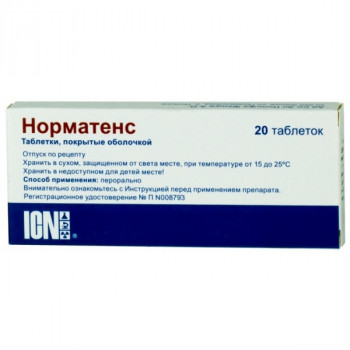 Норматенс
20 таблеток
Таблетки, покрытые оболочкой
Отпуск по рецепту
Хранить в сухом, защищенном от света месте, при температуре от 15 до 25°C
Хранить в недоступном для детей месте!
Способ применения: перорально
Внимательно ознакомьтесь с Инструкцией перед применением препарата.
Регистрационное удостоверение № П N008793
ICN